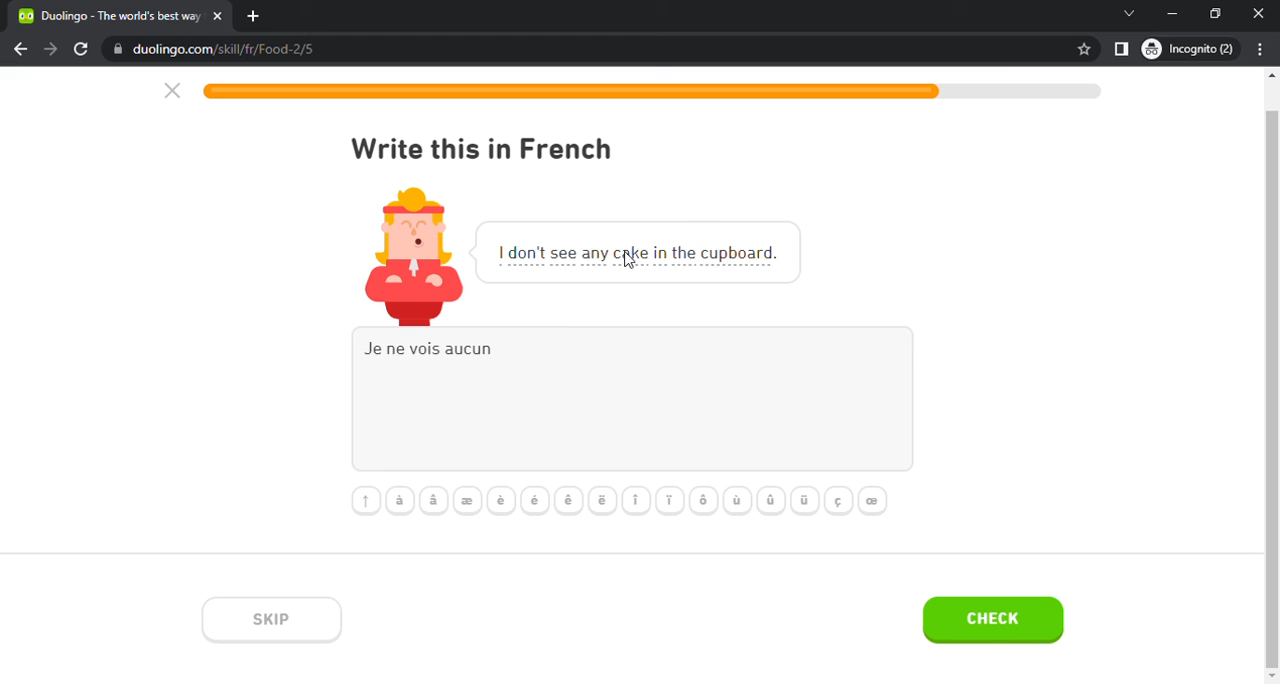 Duolingo - The world's best way
duolingo.com/skill/fr/Food-2/5
Incognito (2)
Write this in French
I don't see any cake in the cupboard.
Je ne vois aucun
↑ à â æ è é ê ë î ï ô ù û ü ç œ
SKIP
CHECK